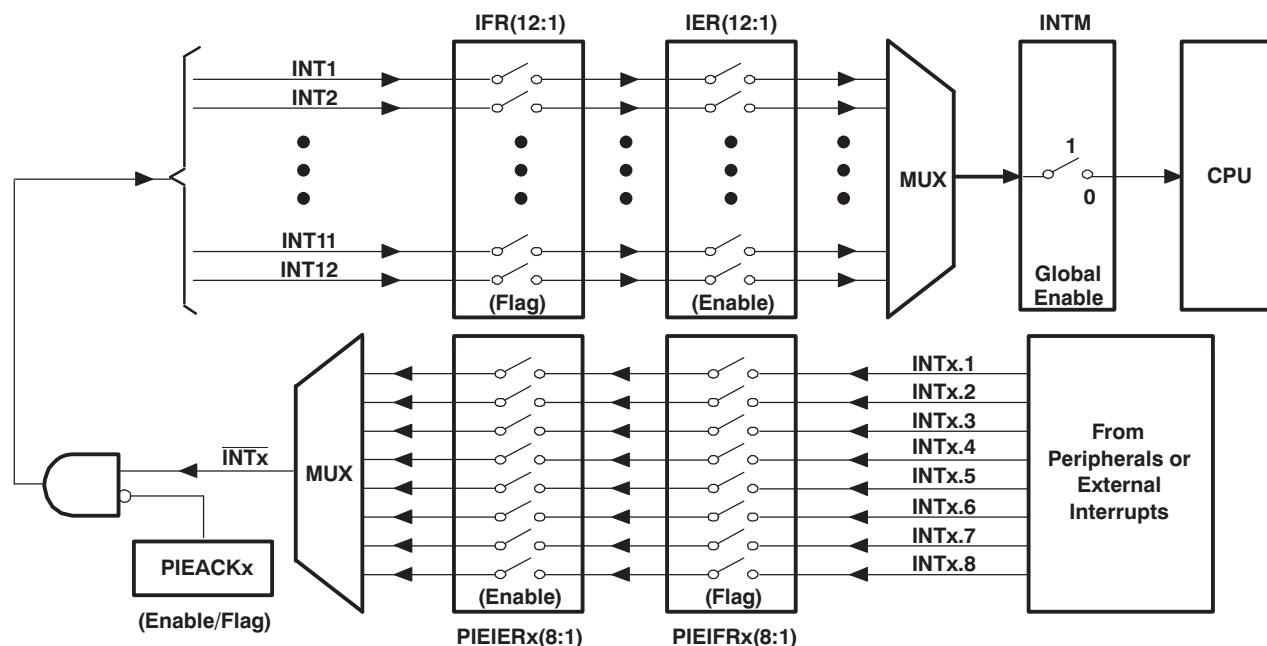 IFR(12:1) IER(12:1) INTM
INT1
INT2
1
MUX
CPU
0
INT11
INT12
Global
Enable
(Flag)
(Enable)
INTx.1
INTx.2
INTx.3
INTx.4
INTx.5
INTx.6
INTx.7
INTx.8
From
Peripherals or
External
Interrupts
INTx
MUX
PIEACKx
(Enable/Flag)
(Enable)
(Flag)
PIEIERx(8:1) PIEIFRx(8:1)